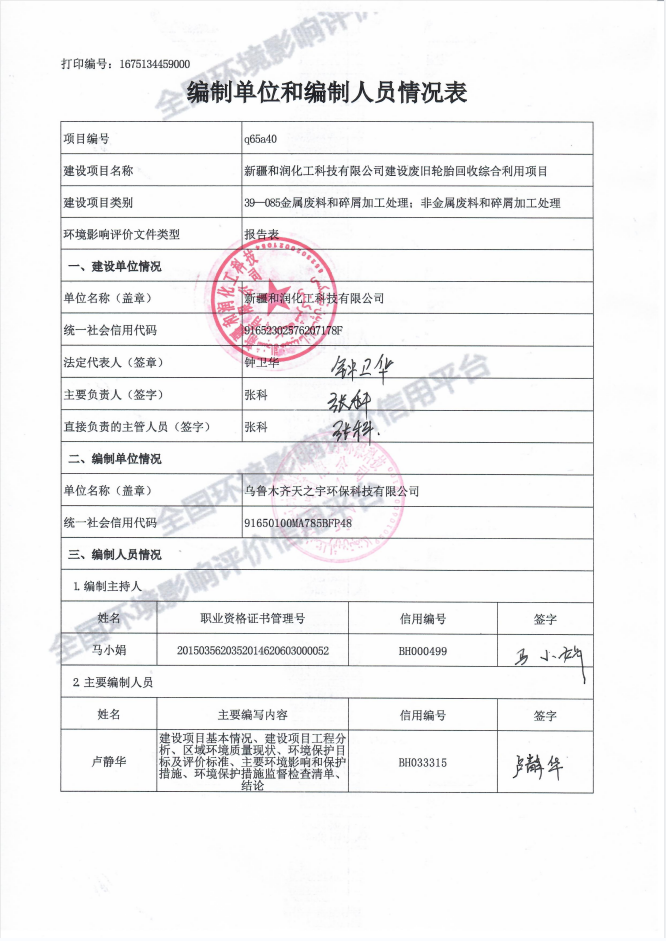 打印编号：1675134459000
编制单位和编制人员情况表
项目编号 q65a40
建设项目名称 新疆和润化工科技有限公司建设废旧轮胎回收综合利用项目
建设项目类别 39—085金属废料和碎屑加工处理；非金属废料和碎屑加工处理
环境影响评价文件类型 报告表
一、建设单位情况
单位名称（盖章） 新疆和润化工科技有限公司
统一社会信用代码 91652302576207178F
法定代表人（签章） 钟卫华 钟卫华
主要负责人（签字） 张科 张科
直接负责的主管人员（签字） 张科 张科
二、编制单位情况
单位名称（盖章） 乌鲁木齐天之宇环保科技有限公司
统一社会信用代码 91650100MA785BFP48
三、编制人员情况
1.编制主持人
姓名 职业资格证书管理号 信用编号 签字
马小娟 2015035620352014620603000052 BH000499 马小娟
2.主要编制人员
姓名 主要编写内容 信用编号 签字
卢静华 建设项目基本情况、建设项目工程分
析、区域环境质量现状、环境保护目
标及评价标准、主要环境影响和保护
措施、环境保护措施监督检查清单、
结论
BH033315 卢静华
全国环境影响评价信用平台
全国环境影响评价信用平台
全国环境影响评价